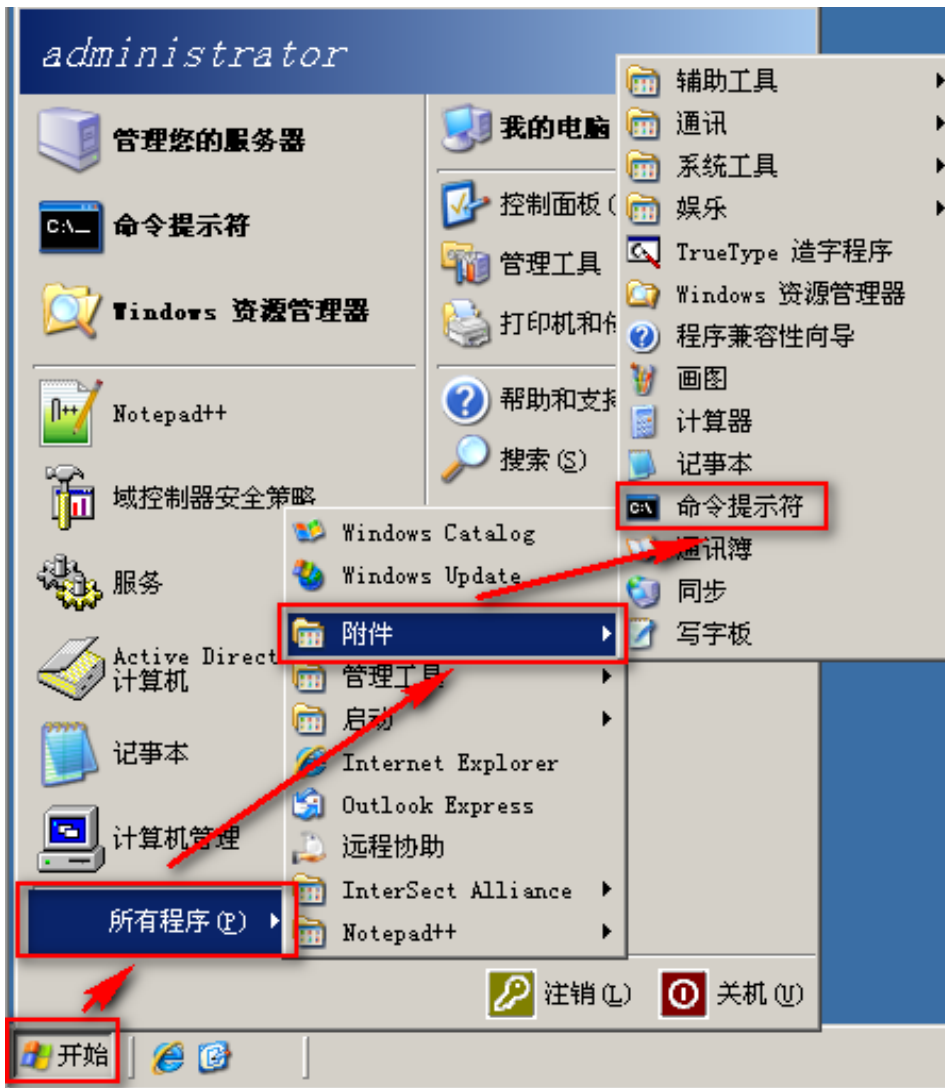 administrator
管理您的服务器
命令提示符
Windows 资源管理器
Notepad++
域控制器安全策略
服务
Active Direct
计算机
记事本
计算机管理
所有程序(P)
我的电脑
控制面板(
管理工具
打印机和
帮助和支持
搜索(S)
Windows Catalog
Windows Update
附件
管理工具
启动
Internet Explorer
Outlook Express
远程协助
InterSect Alliance
Notepad++
辅助工具
通讯
系统工具
娱乐
TrueType 造字程序
Windows 资源管理器
程序兼容性向导
画图
计算器
记事本
命令提示符
通讯簿
同步
写字板
注销(L)
关机(U)
开始